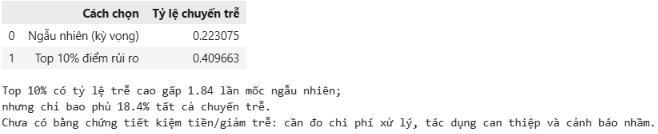 Cách chọn Tỷ lệ chuyến trễ
0 Ngẫu nhiên (kỳ vọng) 0.223075
1 Top 10% điểm rủi ro 0.409663
Top 10% có tỷ lệ trễ cao gấp 1.84 lần mốc ngẫu nhiên;
nhưng chỉ bao phủ 18.4% tất cả chuyến trễ.
Chưa có bằng chứng tiết kiệm tiền/giảm trễ: cần đo chi phí xử lý, tác dụng can thiệp và cảnh báo nhầm.